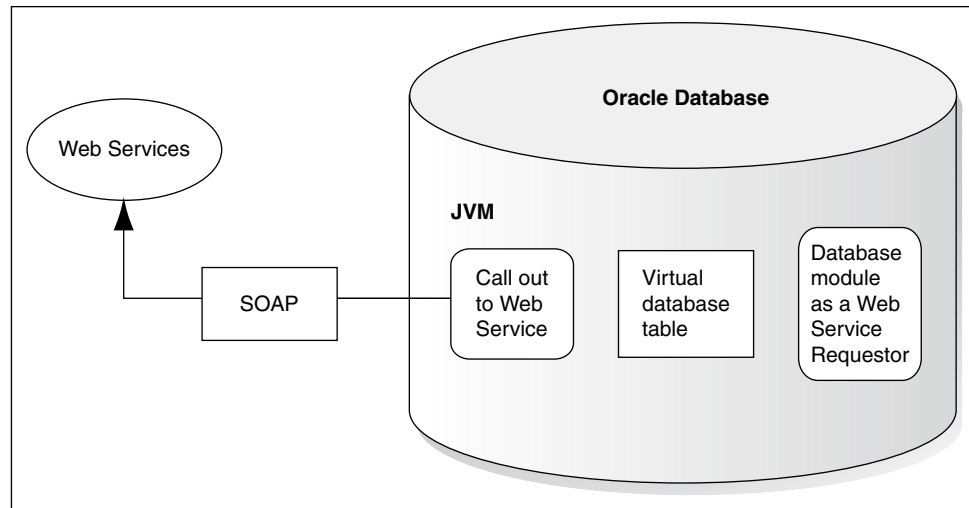 Oracle Database
Web Services
JVM
SOAP
Call out
to Web
Service
Virtual
database
table
Database
module
as a Web
Service
Requestor